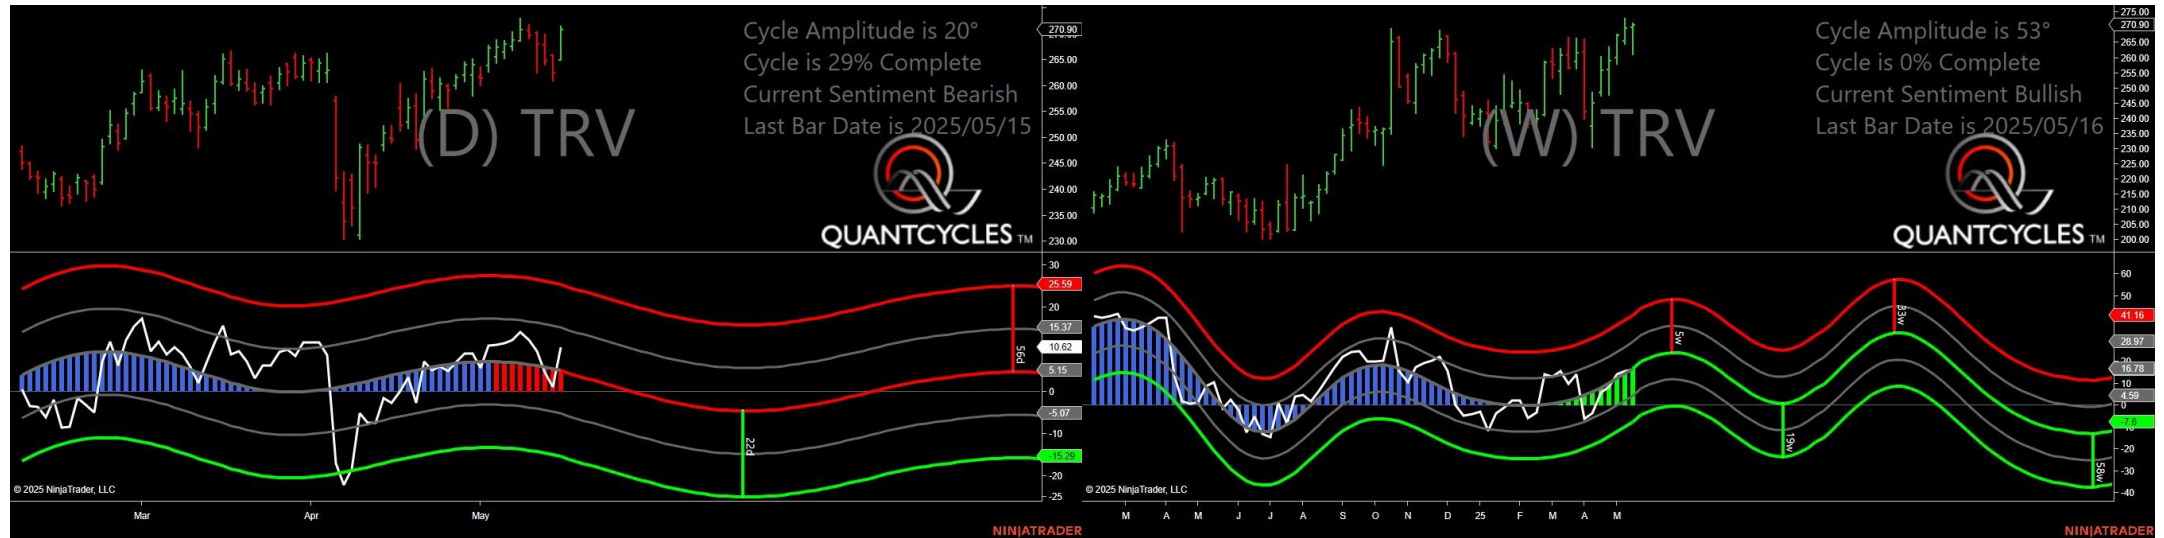 Cycle Amplitude is 20°
Cycle is 29% Complete
Current Sentiment Bearish
Last Bar Date is 2025/05/15
(D) TRV
QUANTCYCLES TM
270.90
265.00
260.00
255.00
250.00
245.00
240.00
235.00
230.00
30
25.59
20
15.37
10.62
5.15
0
-5.07
-10
-15.29
-20
-25
56d
22d
© 2025 NinjaTrader, LLC
Mar Apr May
NINJATRADER
Cycle Amplitude is 53°
Cycle is 0% Complete
Current Sentiment Bullish
Last Bar Date is 2025/05/16
(W) TRV
QUANTCYCLES TM
275.00
270.90
265.00
260.00
255.00
250.00
245.00
240.00
235.00
230.00
225.00
220.00
215.00
210.00
205.00
200.00
60
50
41.16
28.97
16.78
10
4.59
0
-7.6
-20
-30
-40
5w
33w
19w
58w
© 2025 NinjaTrader, LLC
M A M J J A S O N D 25 F M A M
NINJATRADER